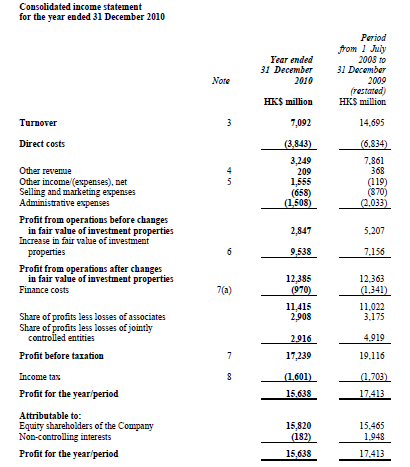 Consolidated income statement
for the year ended 31 December 2010
Period
from 1 July
Year ended 2008 to
31 December 31 December
Note 2010 2009
(restated)
HK$ million HK$ million
Turnover 3 7,092 14,695
Direct costs (3,843) (6,834)
3,249 7,861
Other revenue 4 209 368
Other income/(expenses), net 5 1,555 (119)
Selling and marketing expenses (658) (870)
Administrative expenses (1,508) (2,033)
Profit from operations before changes
in fair value of investment properties 2,847 5,207
Increase in fair value of investment
properties 6 9,538 7,156
Profit from operations after changes
in fair value of investment properties 12,385 12,363
Finance costs 7(a) (970) (1,341)
11,415 11,022
Share of profits less losses of associates 2,908 3,175
Share of profits less losses of jointly
controlled entities 2,916 4,919
Profit before taxation 7 17,239 19,116
Income tax 8 (1,601) (1,703)
Profit for the year/period 15,638 17,413
Attributable to:
Equity shareholders of the Company 15,820 15,465
Non-controlling interests (182) 1,948
Profit for the year/period 15,638 17,413